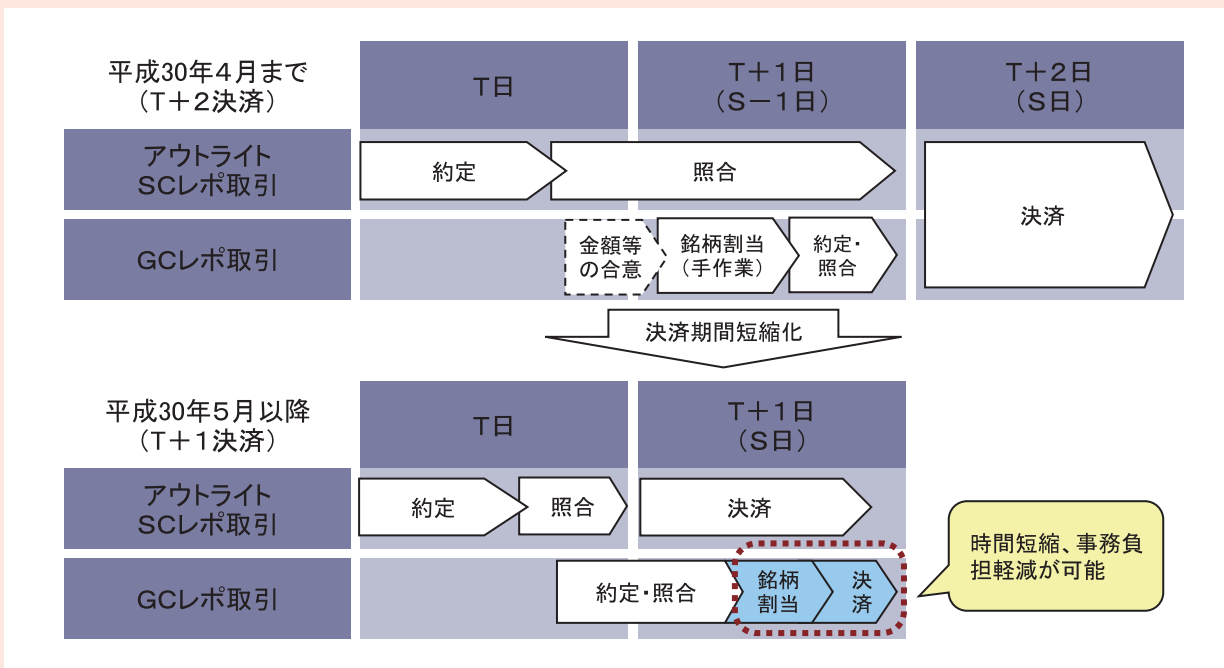 平成30年4月まで
(T+2決済)
T日
T+1日
(S-1日)
T+2日
(S日)
アウトライト
SCレポ取引
約定
照合
決済
GCレポ取引
金額等
の合意
銘柄割当
(手作業)
約定・
照合
決済期間短縮化
平成30年5月以降
(T+1決済)
T日
T+1日
(S日)
アウトライト
SCレポ取引
約定
照合
決済
GCレポ取引
約定・照合
銘柄
割当
決
済
時間短縮、事務負
担軽減が可能